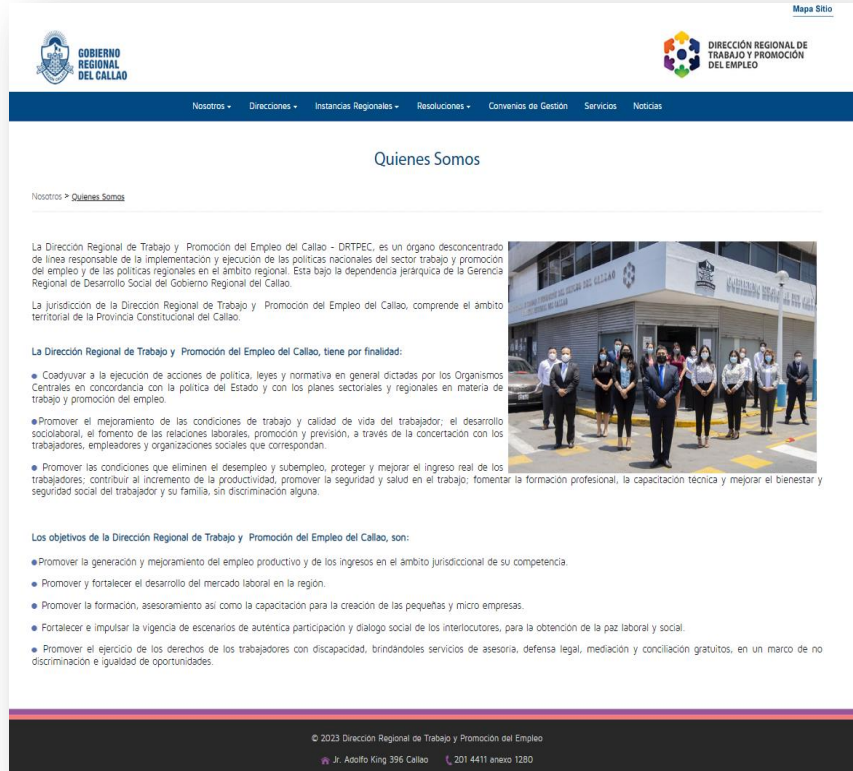 Mapa Sitio
GOBIERNO
REGIONAL
DEL CALLAO
DIRECCIÓN REGIONAL DE
TRABAJO Y PROMOCIÓN
DEL EMPLEO
Nosotros Direcciones Instancias Regionales Resoluciones Convenios de Gestión Servicios Noticias
Quienes Somos
Nosotros > Quienes Somos
La Dirección Regional de Trabajo y Promoción del Empleo del Callao - DRTPEC, es un órgano desconcentrado
de línea responsable de la implementación y ejecución de las políticas nacionales del sector trabajo y promoción
del empleo y de las políticas regionales en el ámbito regional. Esta bajo la dependencia jerárquica de la Gerencia
Regional de Desarrollo Social del Gobierno Regional del Callao.
La jurisdicción de la Dirección Regional de Trabajo y Promoción del Empleo del Callao, comprende el ámbito
territorial de la Provincia Constitucional del Callao.
La Dirección Regional de Trabajo y Promoción del Empleo del Callao, tiene por finalidad:
● Coadyuvar a la ejecución de acciones de política, leyes y normativa en general dictadas por los Organismos
Centrales en concordancia con la política del Estado y con los planes sectoriales y regionales en materia de
trabajo y promoción del empleo.
●Promover el mejoramiento de las condiciones de trabajo y calidad de vida del trabajador; el desarrollo
sociolaboral, el fomento de las relaciones laborales, promoción y previsión, a través de la concertación con los
trabajadores, empleadores y organizaciones sociales que correspondan.
● Promover las condiciones que eliminen el desempleo y subempleo, proteger y mejorar el ingreso real de los
trabajadores; contribuir al incremento de la productividad, promover la seguridad y salud en el trabajo; fomentar la formación profesional, la capacitación técnica y mejorar el bienestar y
seguridad social del trabajador y su familia, sin discriminación alguna.
Los objetivos de la Dirección Regional de Trabajo y Promoción del Empleo del Callao, son:
●Promover la generación y mejoramiento del empleo productivo y de los ingresos en el ámbito jurisdiccional de su competencia.
● Promover y fortalecer el desarrollo del mercado laboral en la región.
● Promover la formación, asesoramiento así como la capacitación para la creación de las pequeñas y micro empresas.
● Fortalecer e impulsar la vigencia de escenarios de auténtica participación y dialogo social de los interlocutores, para la obtención de la paz laboral y social.
● Promover el ejercicio de los derechos de los trabajadores con discapacidad, brindándoles servicios de asesoria, defensa legal, mediación y conciliación gratuitos, en un marco de no
discriminación e igualdad de oportunidades.
© 2023 Dirección Regional de Trabajo y Promoción del Empleo
Jr. Adolfo King 396 Callao 201 4411 anexo 1280